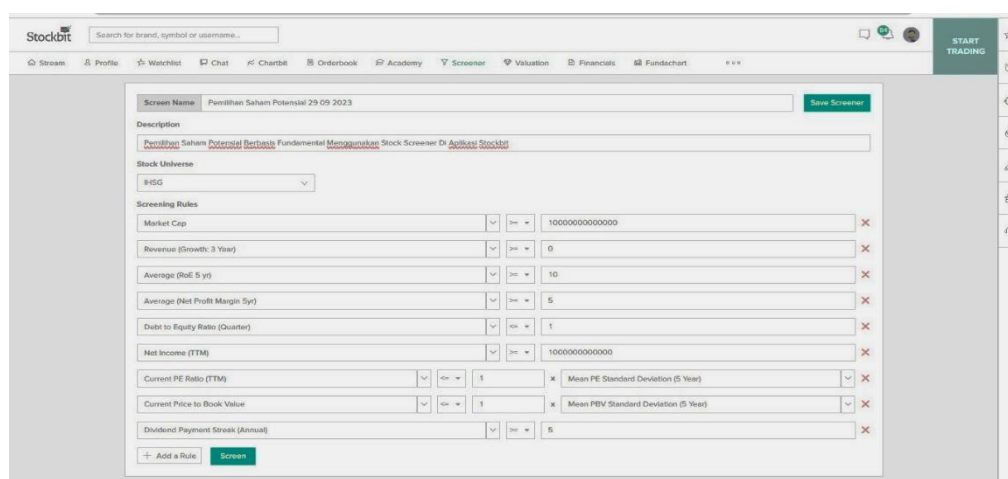 Stockbit
Search for brand, symbol or username...
START TRADING
Stream Profile Watchlist Chat Chartbit Orderbook Academy Screener Valuation Financials Fundachart
Screen Name Pemilihan Saham Potensial 29 09 2023 Save Screener
Description
Pemilihan Saham Potensial Berbasis Fundamental Menggunakan Stock Screener Di Aplikasi Stockbit
Stock Universe
IHSG
Screening Rules
Market Cap >= 10000000000000
Revenue (Growth: 3 Year) >= 0
Average (RoE 5 yr) >= 10
Average (Net Profit Margin 5yr) >= 5
Debt to Equity Ratio (Quarter) <= 1
Net Income (TTM) >= 1000000000000
Current PE Ratio (TTM) <= 1 x Mean PE Standard Deviation (5 Year)
Current Price to Book Value <= 1 x Mean PBV Standard Deviation (5 Year)
Dividend Payment Streak (Annual) >= 5
+ Add a Rule Screen